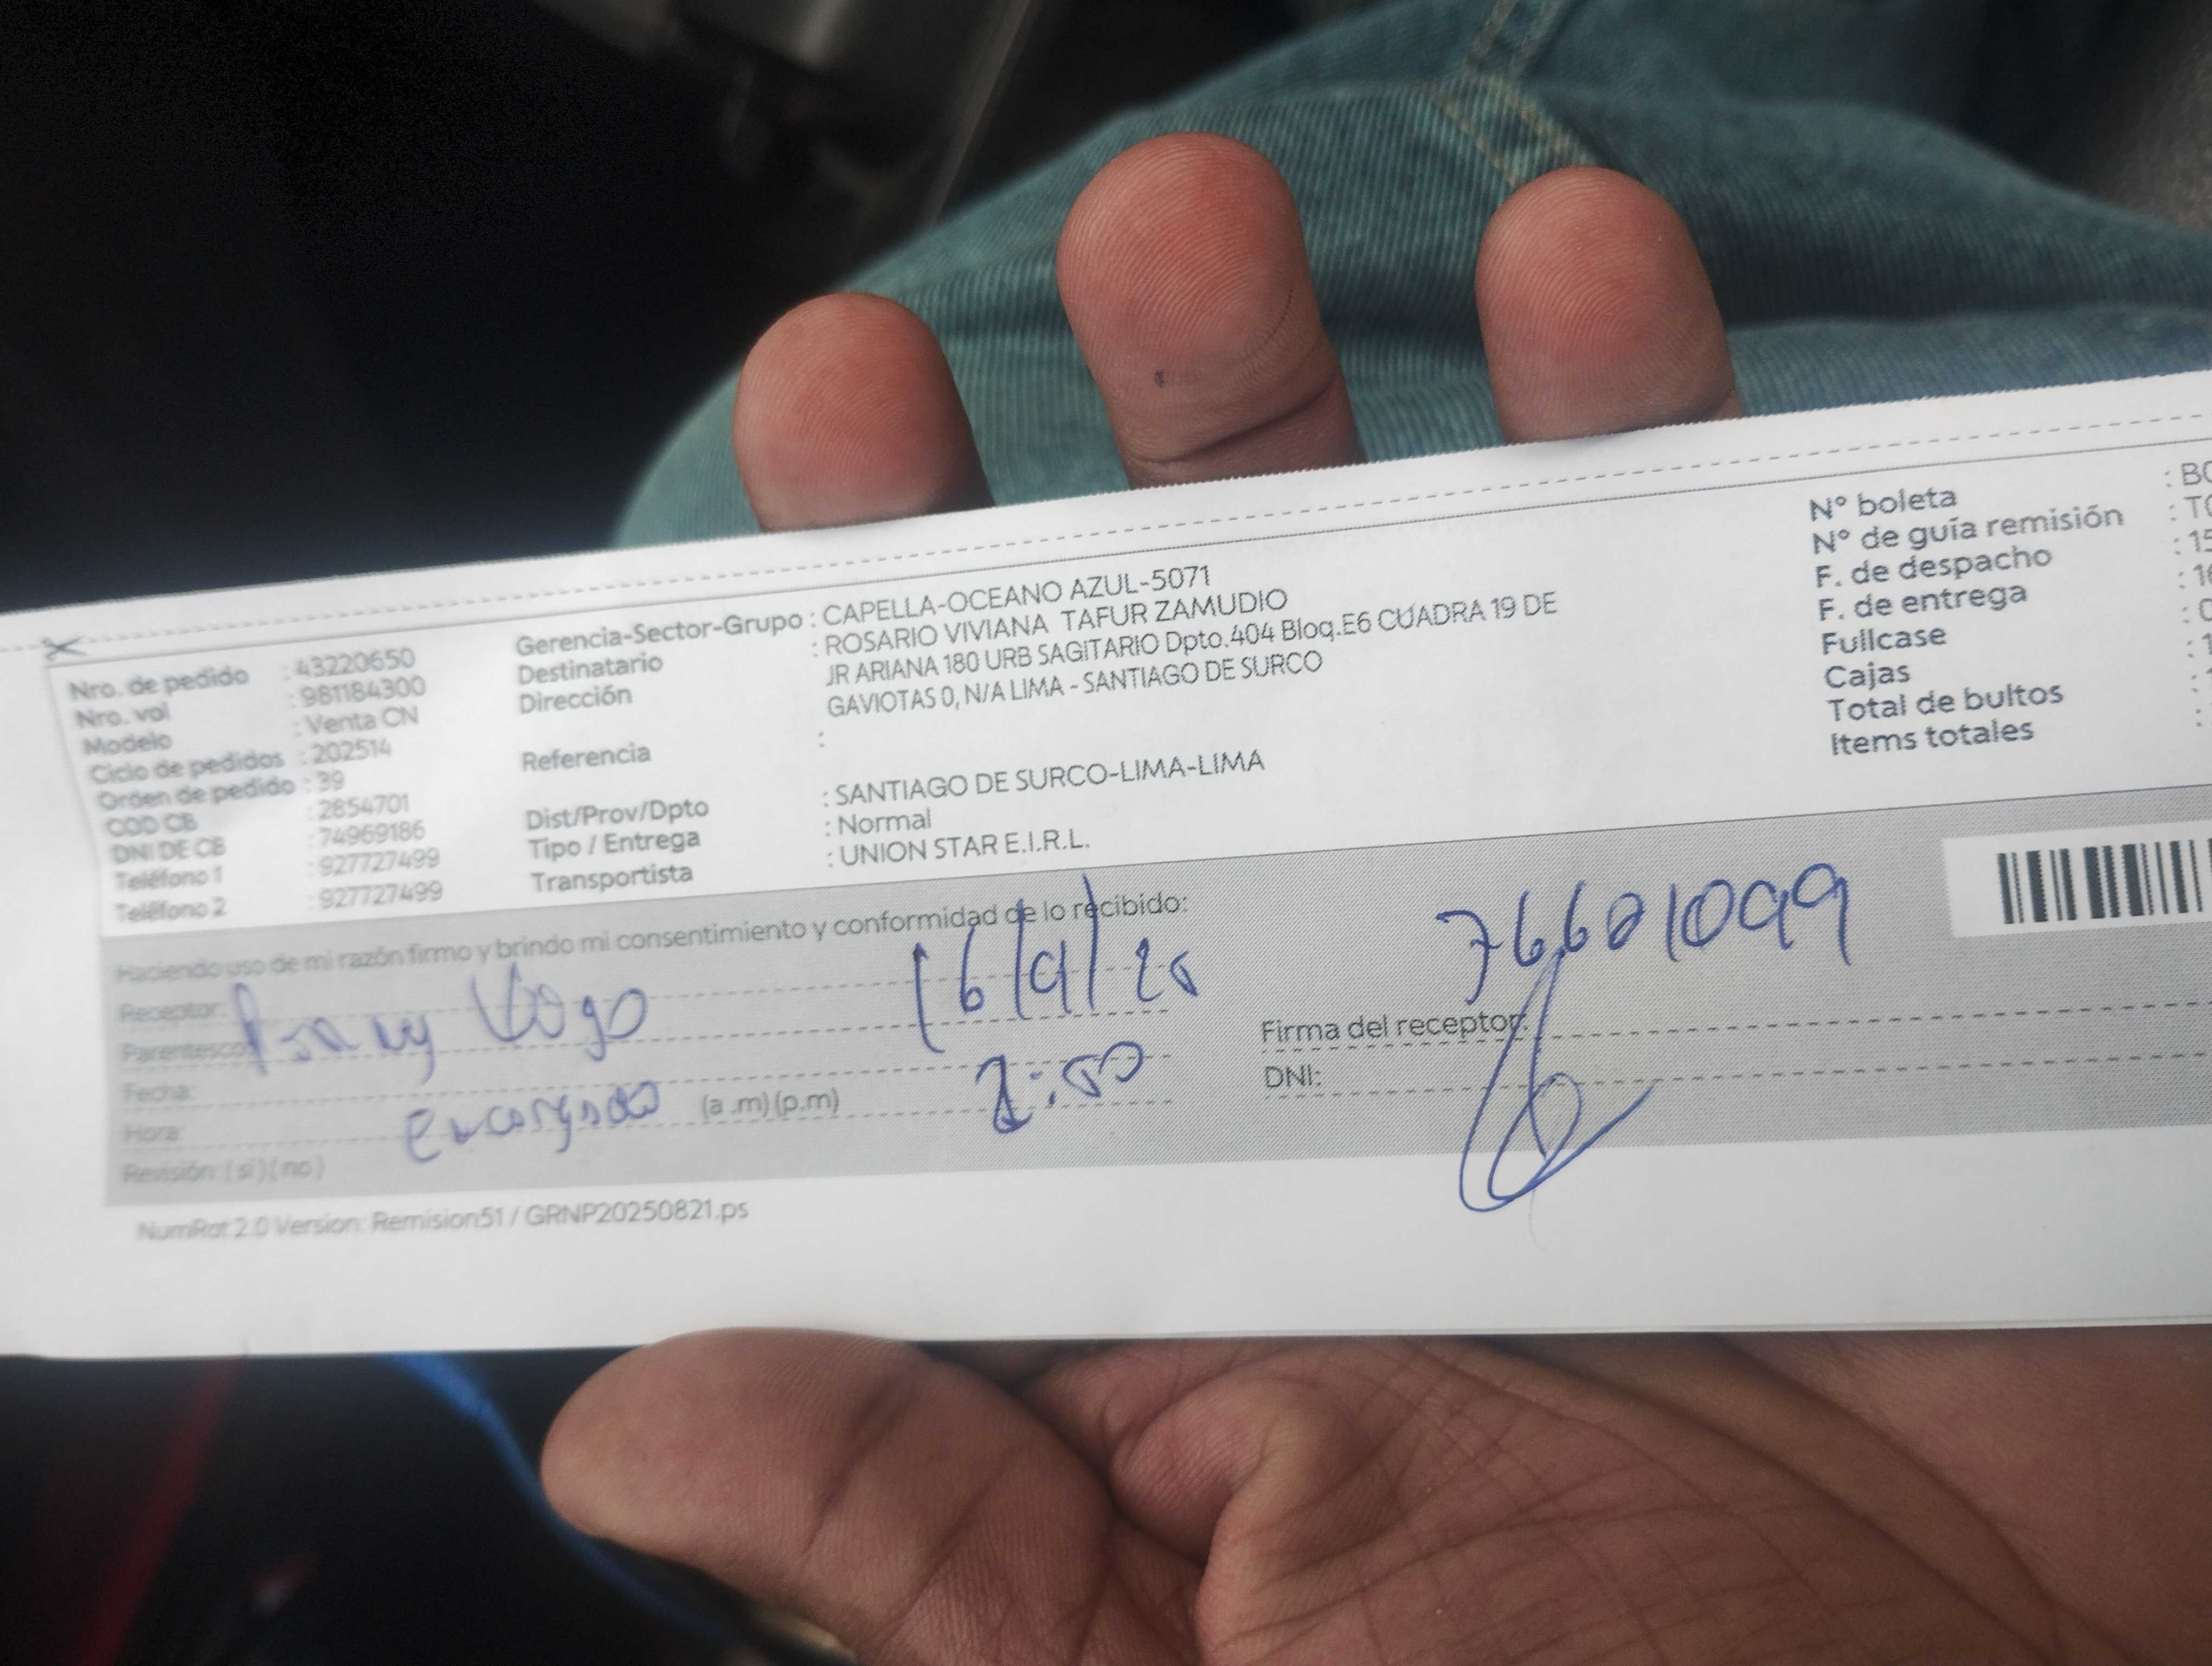 Nro. de pedido : 43220650
Nro. vol : 981184300
Modelo : Venta CN
Ciclo de pedidos : 202514
Orden de pedido : 39
COD CB : 2854701
DNI DE CB : 74969186
Teléfono 1 : 927727499
Teléfono 2 : 927727499
Gerencia-Sector-Grupo : CAPELLA-OCEANO AZUL-5071
Destinatario : ROSARIO VIVIANA TAFUR ZAMUDIO
Dirección JR ARIANA 180 URB SAGITARIO Dpto.404 Bloq.E6 CUADRA 19 DE
GAVIOTAS 0, N/A LIMA - SANTIAGO DE SURCO
Referencia :
Dist/Prov/Dpto : SANTIAGO DE SURCO-LIMA-LIMA
Tipo / Entrega : Normal
Transportista : UNION STAR E.I.R.L.
N° boleta
N° de guía remisión
F. de despacho
F. de entrega
Fullcase
Cajas
Total de bultos
Items totales
Haciendo uso de mi razón firmo y brindo mi consentimiento y conformidad de lo recibido:
Receptor:
Parentesco:
Fecha:
encargado
16/9/25
Hora: (a .m) (p.m)
Revisión: ( si ) ( no )
Firma del receptor:
DNI:
NumRot 2.0 Version: Remision51 / GRNP20250821.ps